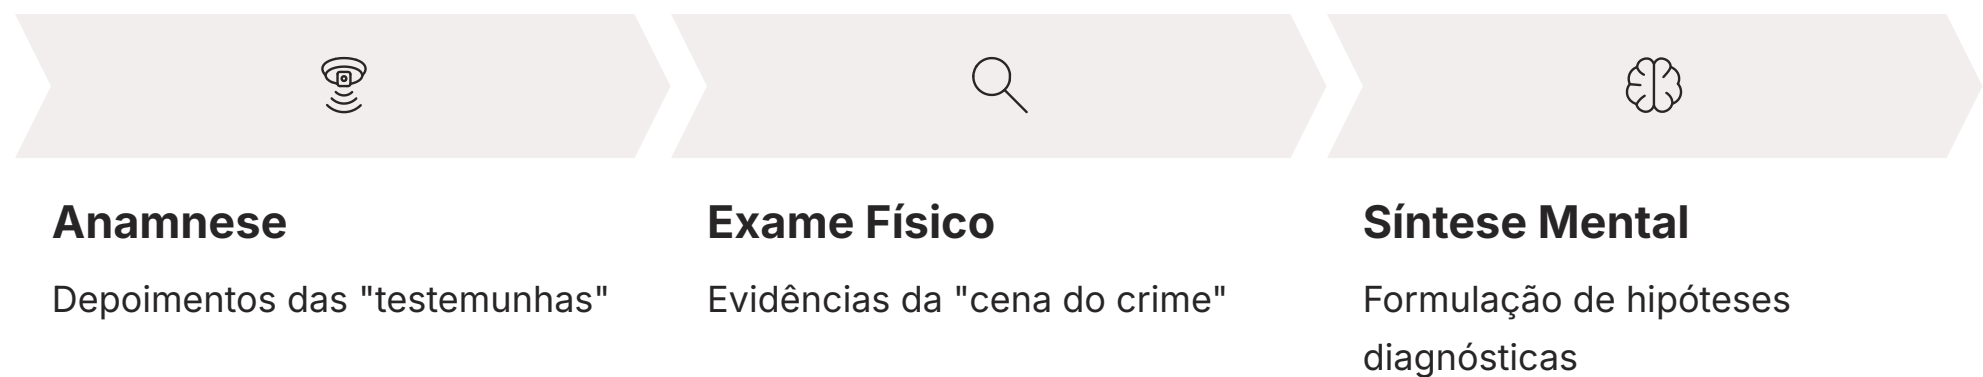 Anamnese
Depoimentos das "testemunhas"
Exame Físico
Evidências da "cena do crime"
Síntese Mental
Formulação de hipóteses
diagnósticas